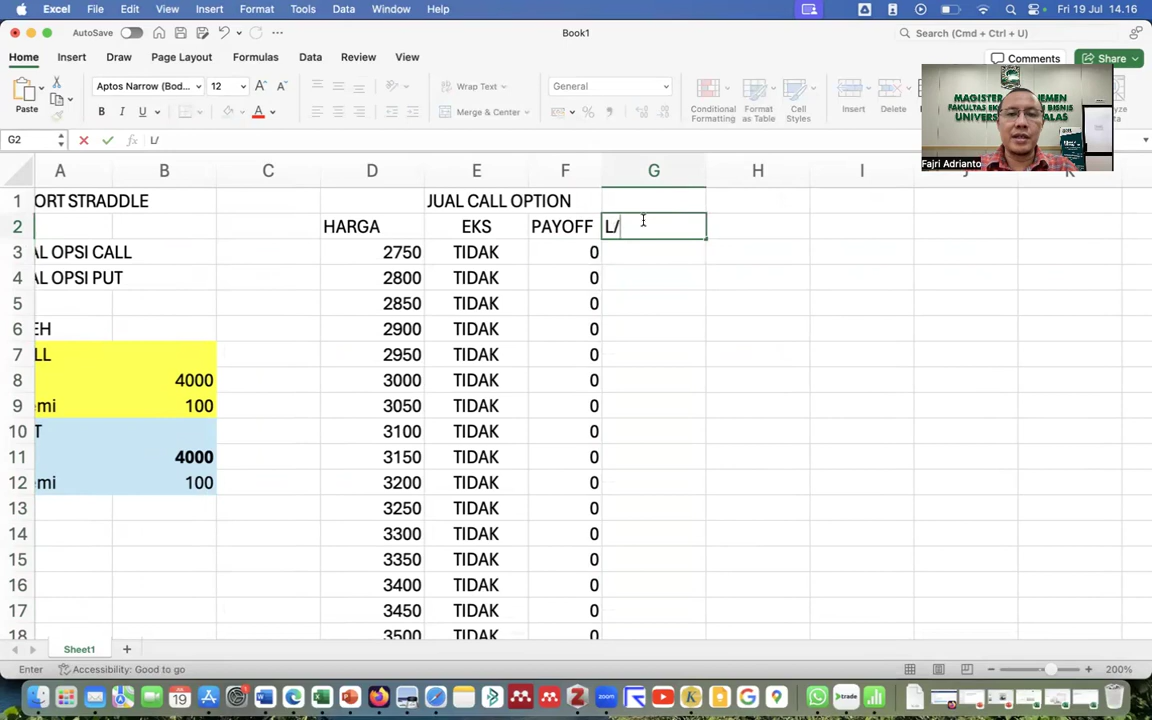 Excel File Edit View Insert Format Tools Data Window Help Fri 19 Jul 14.16
AutoSave Book1 Search (Cmd + Ctrl + U)
Home Insert Draw Page Layout Formulas Data Review View Comments Share
Paste Aptos Narrow (Bod... 12 Wrap Text General Conditional Formatting Format as Table Cell Styles Insert Delete
B I U Merge & Center
MAGISTER
FAKULTAS BISNIS
Fajri Adrianto
G2 fx L/
A B C D E F G H I
1 ORT STRADDLE JUAL CALL OPTION
2 HARGA EKS PAYOFF L/
3 AL OPSI CALL 2750 TIDAK 0
4 AL OPSI PUT 2800 TIDAK 0
5 2850 TIDAK 0
6 EH 2900 TIDAK 0
7 LL 2950 TIDAK 0
8 4000 3000 TIDAK 0
9 emi 100 3050 TIDAK 0
10 T 3100 TIDAK 0
11 4000 3150 TIDAK 0
12 emi 100 3200 TIDAK 0
13 3250 TIDAK 0
14 3300 TIDAK 0
15 3350 TIDAK 0
16 3400 TIDAK 0
17 3450 TIDAK 0
18 3500 TIDAK 0
Sheet1
Enter Accessibility: Good to go 200%